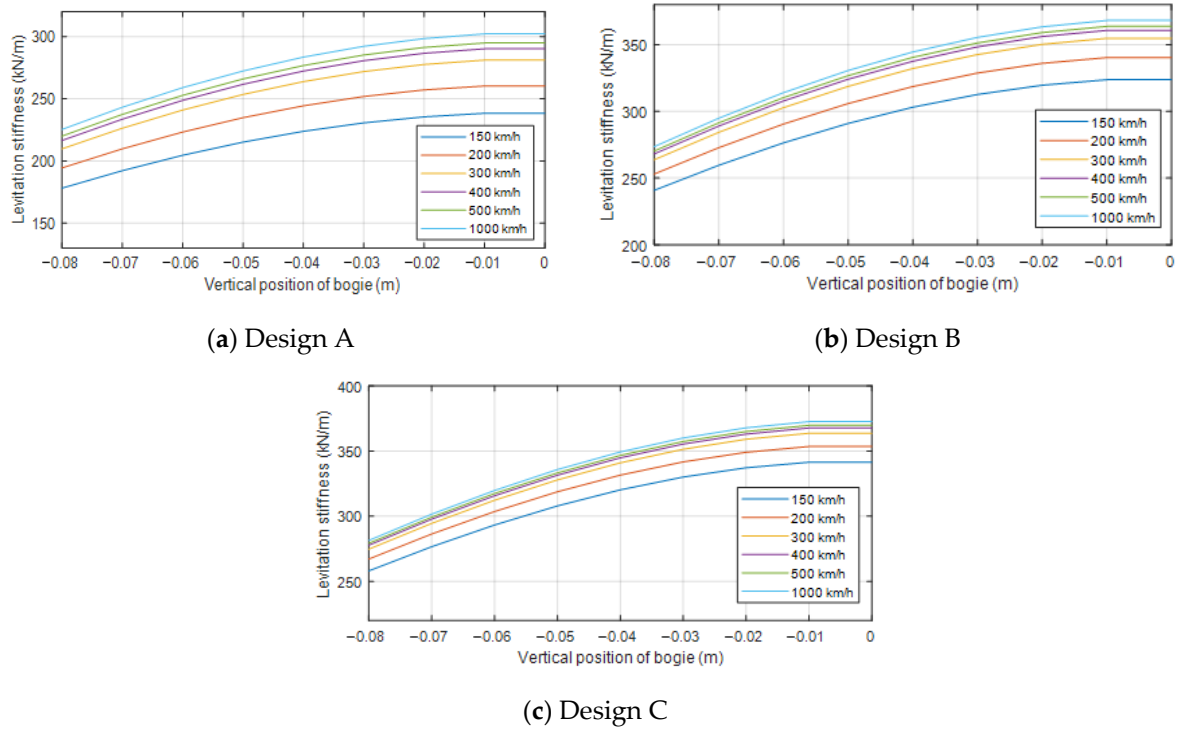 300
250
200
150
Levitation stiffness (kN/m)
150 km/h
200 km/h
300 km/h
400 km/h
500 km/h
1000 km/h
−0.08 −0.07 −0.06 −0.05 −0.04 −0.03 −0.02 −0.01 0
Vertical position of bogie (m)
(a) Design A
350
300
250
200
Levitation stiffness (kN/m)
150 km/h
200 km/h
300 km/h
400 km/h
500 km/h
1000 km/h
−0.08 −0.07 −0.06 −0.05 −0.04 −0.03 −0.02 −0.01 0
Vertical position of bogie (m)
(b) Design B
400
350
300
250
Levitation stiffness (kN/m)
150 km/h
200 km/h
300 km/h
400 km/h
500 km/h
1000 km/h
−0.08 −0.07 −0.06 −0.05 −0.04 −0.03 −0.02 −0.01 0
Vertical position of bogie (m)
(c) Design C